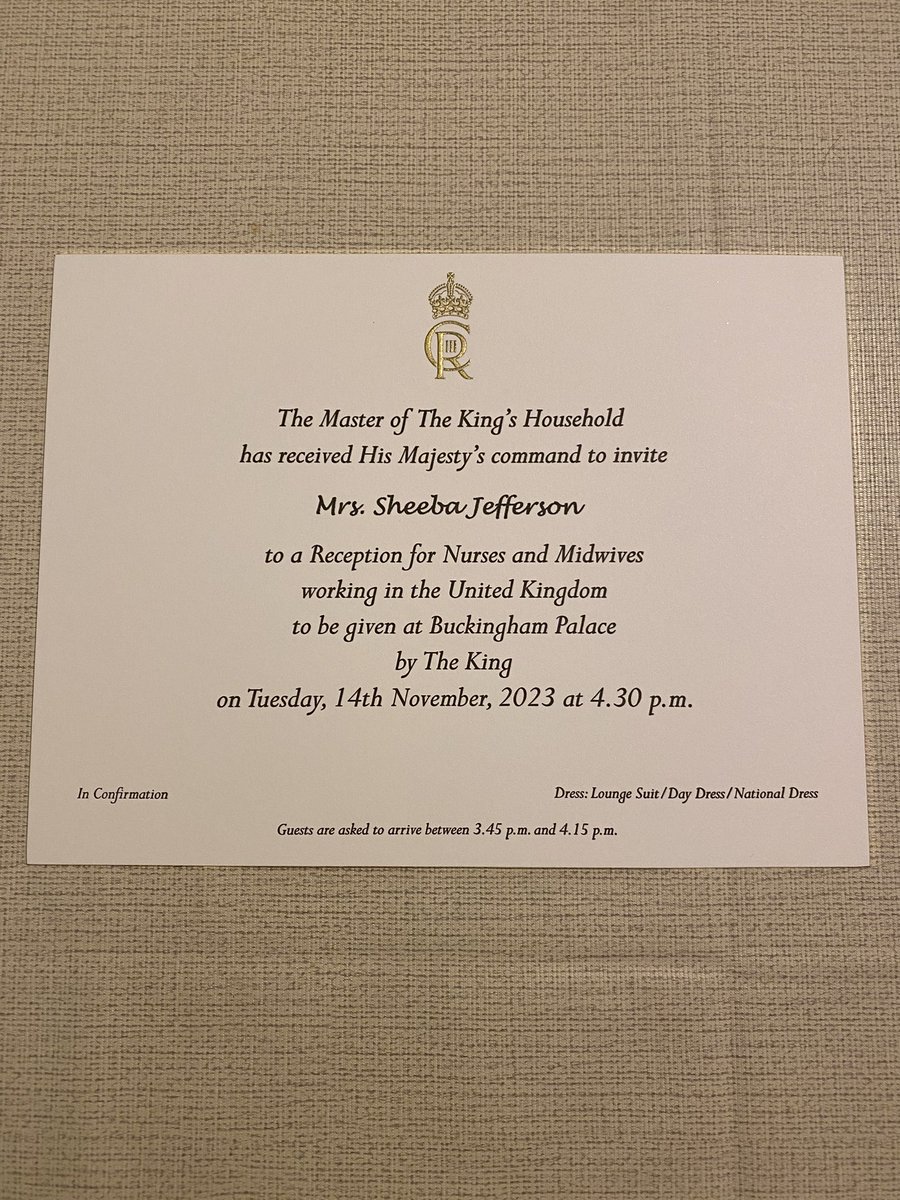 CR III
The Master of The King's Household
has received His Majesty's command to invite
Mrs. Sheeba Jefferson
to a Reception for Nurses and Midwives
working in the United Kingdom
to be given at Buckingham Palace
by The King
on Tuesday, 14th November, 2023 at 4.30 p.m.
In Confirmation
Dress: Lounge Suit/Day Dress/National Dress
Guests are asked to arrive between 3.45 p.m. and 4.15 p.m.